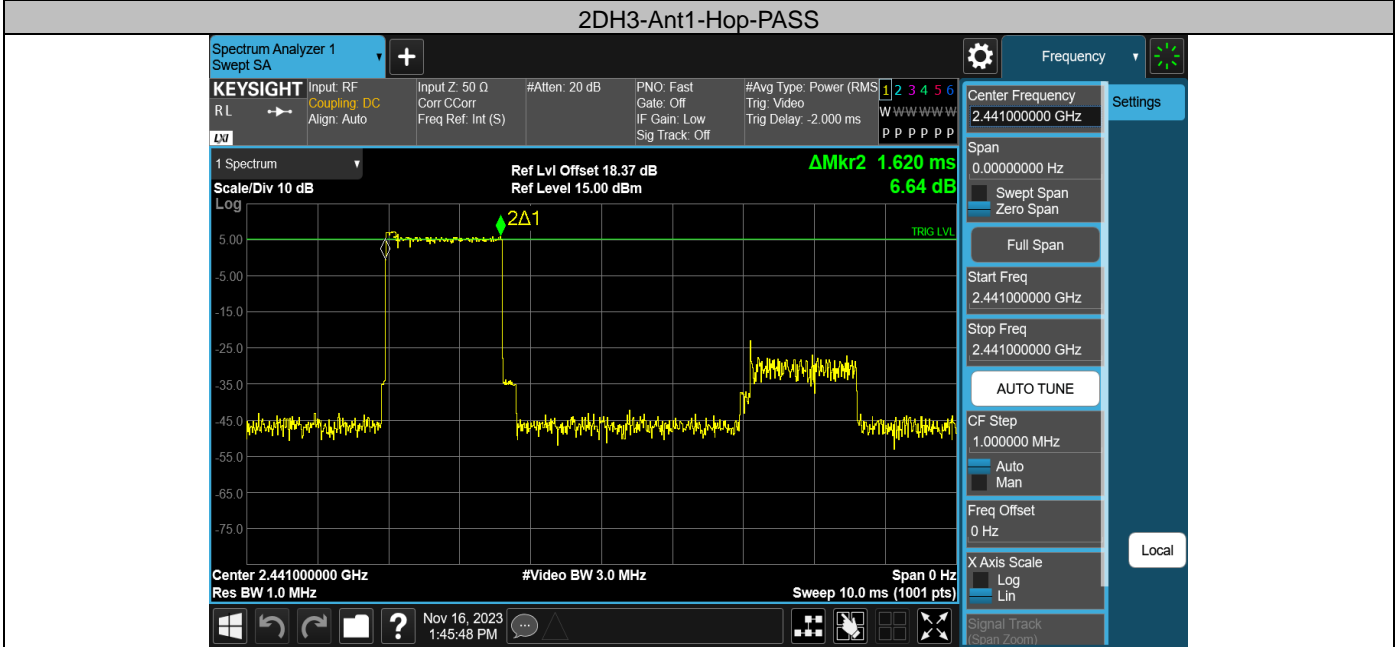 2DH3-Ant1-Hop-PASS
Spectrum Analyzer 1
Swept SA
Frequency
KEYSIGHT
R L
LXI
Input: RF
Coupling: DC
Align: Auto
Input Z: 50 Ω
Corr CCorr
Freq Ref: Int (S)
#Atten: 20 dB
PNO: Fast
Gate: Off
IF Gain: Low
Sig Track: Off
#Avg Type: Power (RMS
Trig: Video
Trig Delay: -2.000 ms
1 2 3 4 5 6
W W W W W W
P P P P P P
1 Spectrum
Scale/Div 10 dB
Log
Ref Lvl Offset 18.37 dB
Ref Level 15.00 dBm
ΔMkr2 1.620 ms
6.64 dB
2Δ1
TRIG LVL
5.00
-5.00
-15.0
-25.0
-35.0
-45.0
-55.0
-65.0
-75.0
Center 2.441000000 GHz
Res BW 1.0 MHz
#Video BW 3.0 MHz
Span 0 Hz
Sweep 10.0 ms (1001 pts)
Nov 16, 2023
1:45:48 PM
Center Frequency
2.441000000 GHz
Settings
Span
0.00000000 Hz
Swept Span
Zero Span
Full Span
Start Freq
2.441000000 GHz
Stop Freq
2.441000000 GHz
AUTO TUNE
CF Step
1.000000 MHz
Auto
Man
Freq Offset
0 Hz
X Axis Scale
Log
Lin
Local
Signal Track
(Span Zoom)